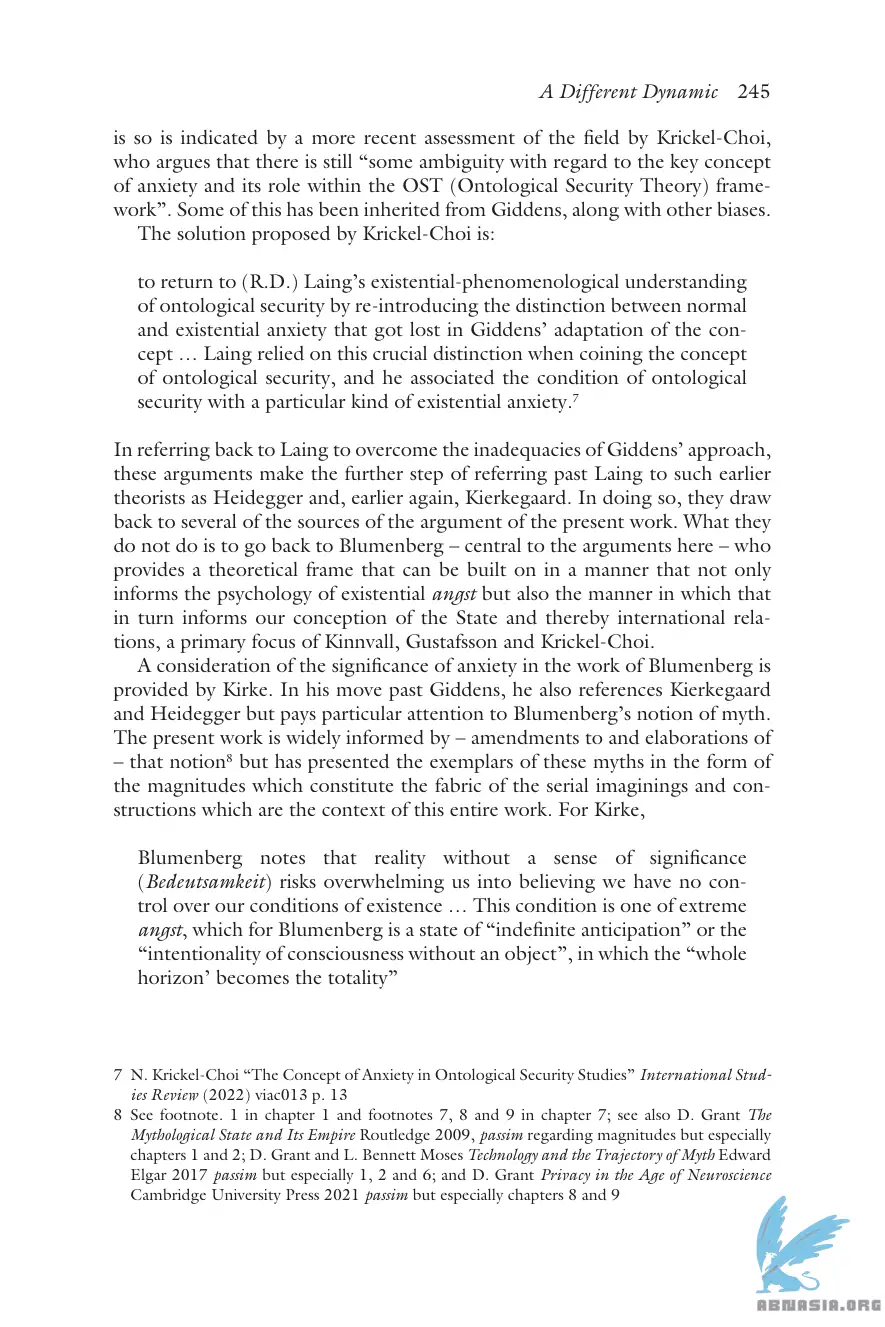 A Different Dynamic 245
is so is indicated by a more recent assessment of the field by Krickel-Choi,
who argues that there is still “some ambiguity with regard to the key concept
of anxiety and its role within the OST (Ontological Security Theory) frame-
work”. Some of this has been inherited from Giddens, along with other biases.
The solution proposed by Krickel-Choi is:
to return to (R.D.) Laing’s existential-phenomenological understanding
of ontological security by re-introducing the distinction between normal
and existential anxiety that got lost in Giddens’ adaptation of the con-
cept … Laing relied on this crucial distinction when coining the concept
of ontological security, and he associated the condition of ontological
security with a particular kind of existential anxiety.7
In referring back to Laing to overcome the inadequacies of Giddens’ approach,
these arguments make the further step of referring past Laing to such earlier
theorists as Heidegger and, earlier again, Kierkegaard. In doing so, they draw
back to several of the sources of the argument of the present work. What they
do not do is to go back to Blumenberg – central to the arguments here – who
provides a theoretical frame that can be built on in a manner that not only
informs the psychology of existential angst but also the manner in which that
in turn informs our conception of the State and thereby international rela-
tions, a primary focus of Kinnvall, Gustafsson and Krickel-Choi.
A consideration of the significance of anxiety in the work of Blumenberg is
provided by Kirke. In his move past Giddens, he also references Kierkegaard
and Heidegger but pays particular attention to Blumenberg’s notion of myth.
The present work is widely informed by – amendments to and elaborations of
– that notion8 but has presented the exemplars of these myths in the form of
the magnitudes which constitute the fabric of the serial imaginings and con-
structions which are the context of this entire work. For Kirke,
Blumenberg notes that reality without a sense of significance
(Bedeutsamkeit) risks overwhelming us into believing we have no con-
trol over our conditions of existence … This condition is one of extreme
angst, which for Blumenberg is a state of “indefinite anticipation” or the
“intentionality of consciousness without an object”, in which the “whole
horizon’ becomes the totality”
7 N. Krickel-Choi “The Concept of Anxiety in Ontological Security Studies” International Stud-
ies Review (2022) viac013 p. 13
8 See footnote. 1 in chapter 1 and footnotes 7, 8 and 9 in chapter 7; see also D. Grant The
Mythological State and Its Empire Routledge 2009, passim regarding magnitudes but especially
chapters 1 and 2; D. Grant and L. Bennett Moses Technology and the Trajectory of Myth Edward
Elgar 2017 passim but especially 1, 2 and 6; and D. Grant Privacy in the Age of Neuroscience
Cambridge University Press 2021 passim but especially chapters 8 and 9
ABNASIA.ORG